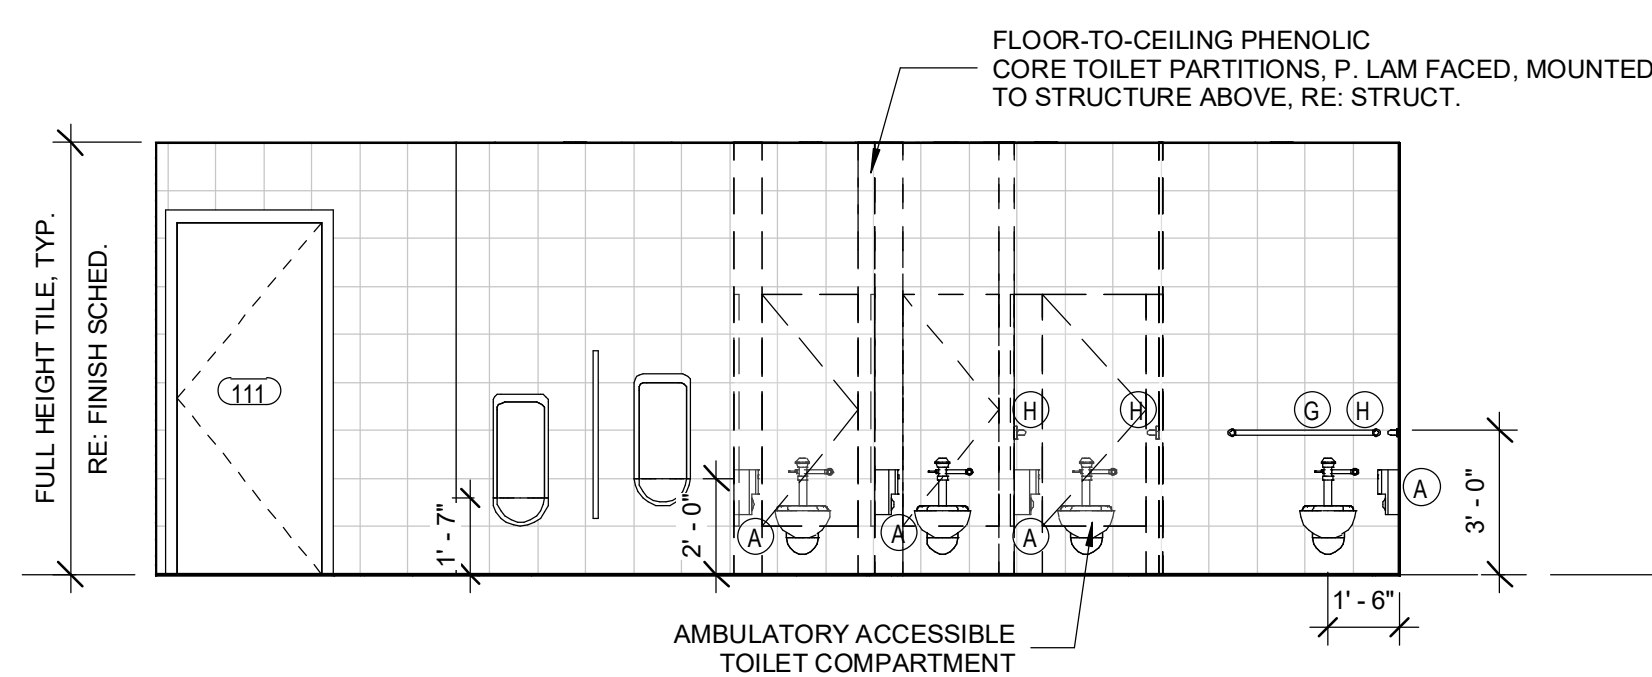 FLOOR-TO-CEILING PHENOLIC
CORE TOILET PARTITIONS, P. LAM FACED, MOUNTED
TO STRUCTURE ABOVE, RE: STRUCT.
FULL HEIGHT TILE, TYP.
RE: FINISH SCHED.
111
H
H
G
H
A
A
A
A
1' - 7"
2' - 0"
3' - 0"
1' - 6"
AMBULATORY ACCESSIBLE
TOILET COMPARTMENT